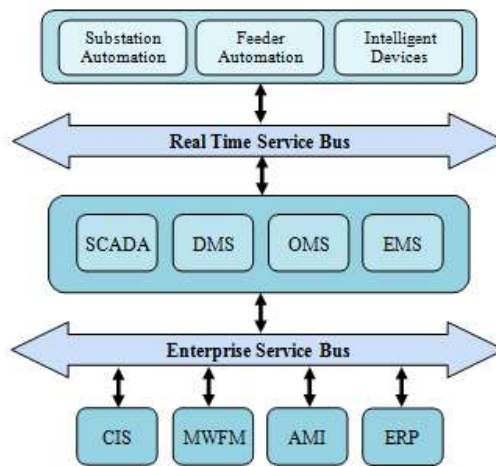 Substation
Automation
Feeder
Automation
Intelligent
Devices
Real Time Service Bus
SCADA
DMS
OMS
EMS
Enterprise Service Bus
CIS
MWFM
AMI
ERP